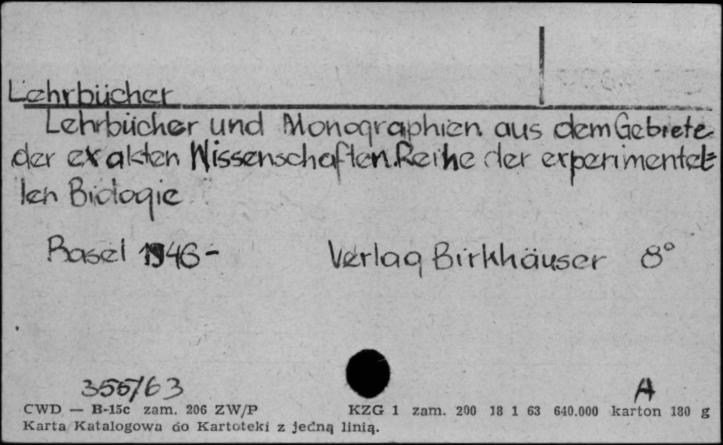 Lehrbücher
Lehrbücher und Monographien aus dem Gebiete
der exakten Wissenschaften. Reihe der experimentel=
len Biologie
Basel 1946- Verlag Birkhäuser 8°
355/63 A
CWD — B-15c zam. 206 ZW/P KZG 1 zam. 200 18 1 63 640.000 karton 180 g
Karta Katalogowa do Kartoteki z jedną linią.